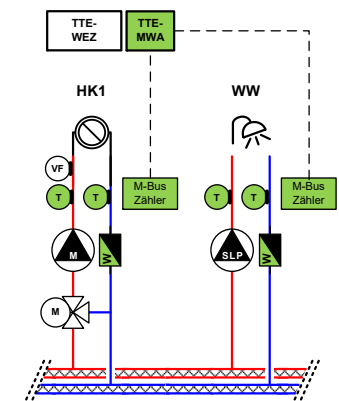 TTE-
WEZ
TTE-
MWA
HK1
WW
VF
T
T
M-Bus
Zähler
T
T
M-Bus
Zähler
M
W
SLP
W
M